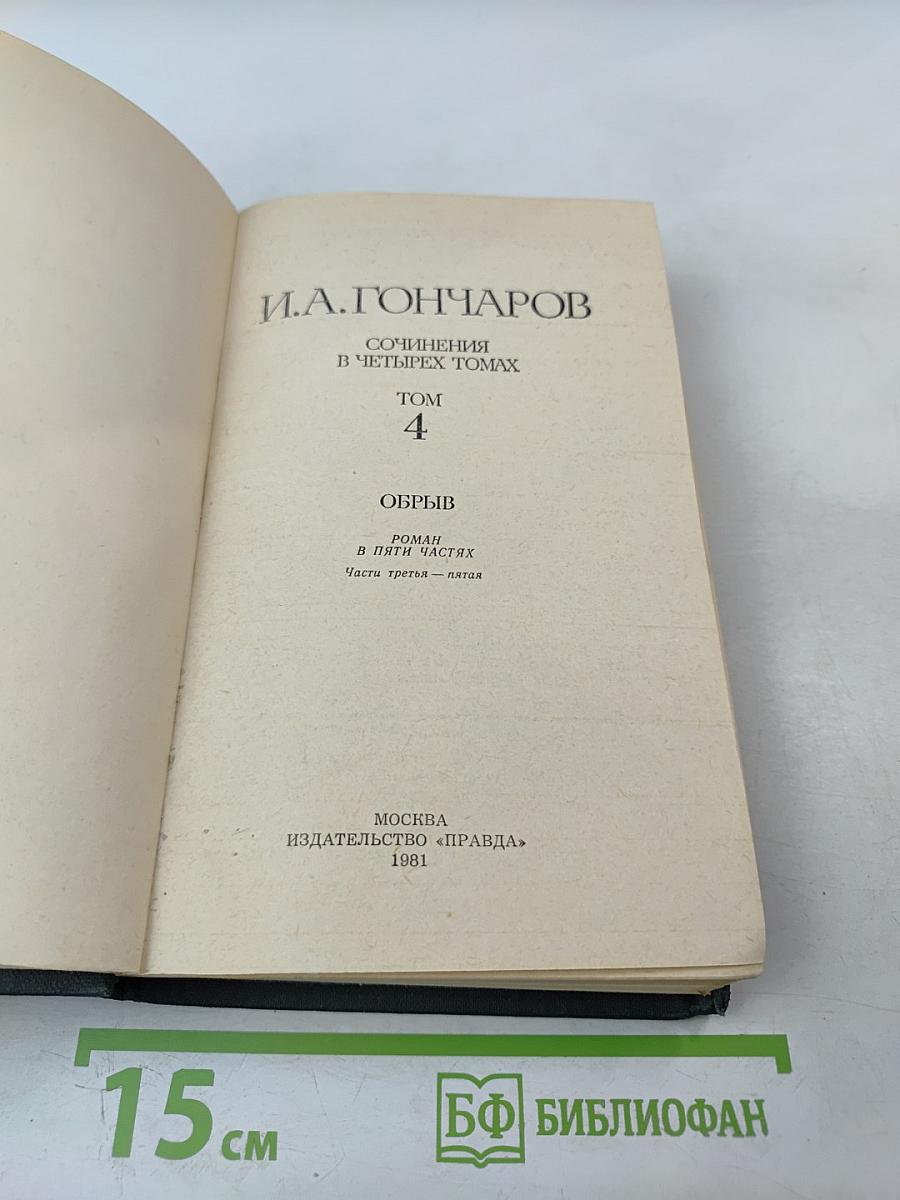 И.А.ГОНЧАРОВ
СОЧИНЕНИЯ
В ЧЕТЫРЕХ ТОМАХ
ТОМ
4
ОБРЫВ
РОМАН
В ПЯТИ ЧАСТЯХ
Части третья — пятая
МОСКВА
ИЗДАТЕЛЬСТВО «ПРАВДА»
1981
15 см
БФ БИБЛИОФАН